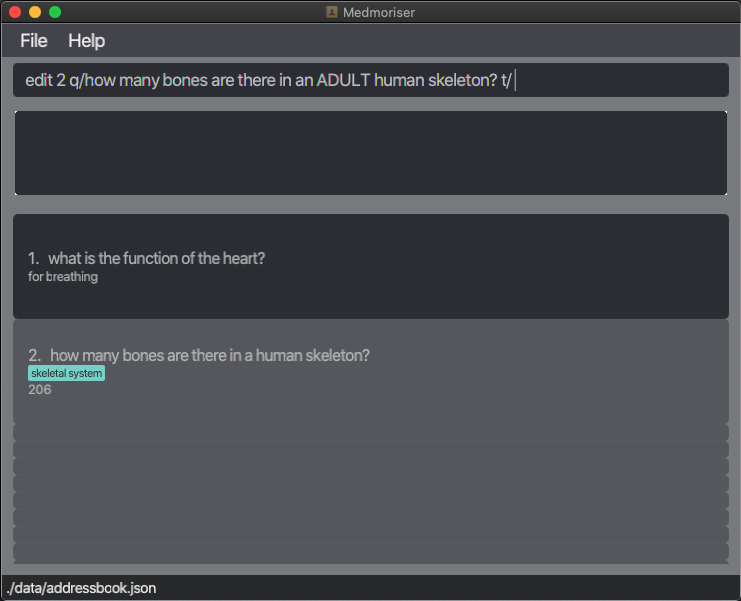 Medmoriser
File Help
edit 2 q/how many bones are there in an ADULT human skeleton? t/
1. what is the function of the heart?
for breathing
2. how many bones are there in a human skeleton?
skeletal system
206
./data/addressbook.json